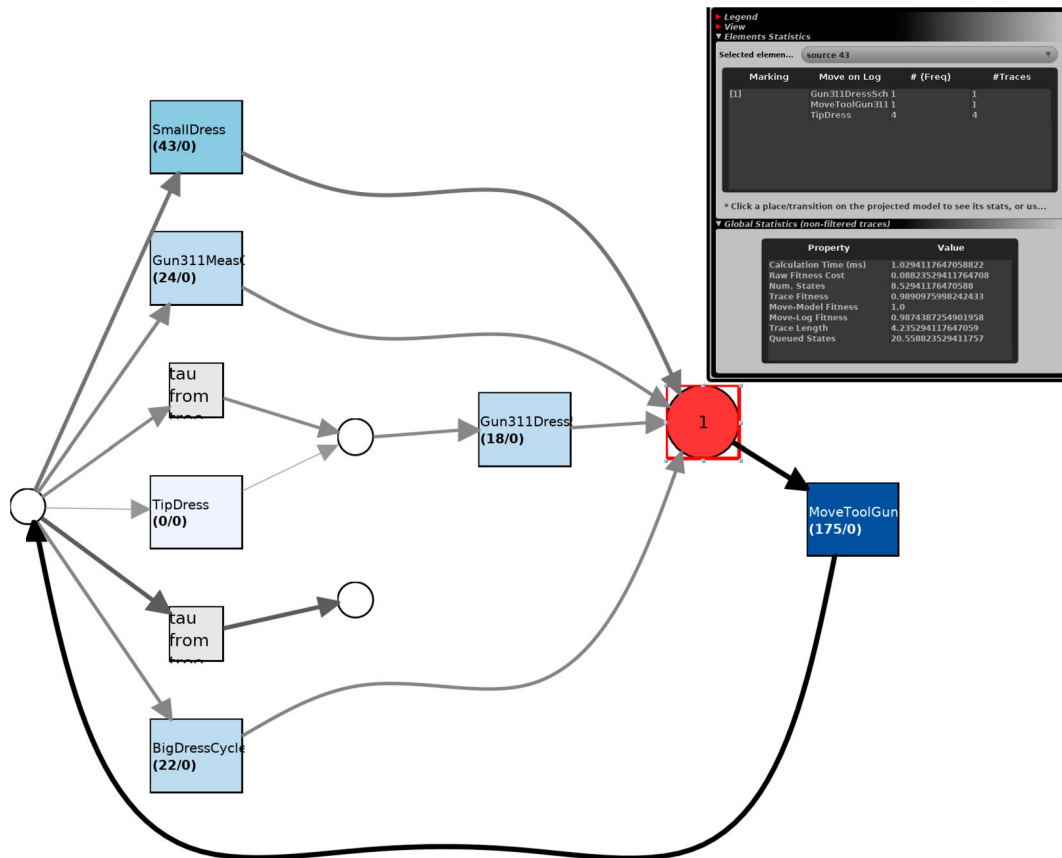 Legend
View
Elements Statistics
Selected elemen... source 43
Marking Move on Log # (Freq) #Traces
[1] Gun311DressSch 1 1
MoveToolGun311 1 1
TipDress 4 4
* Click a place/transition on the projected model to see its stats, or us...
Global Statistics (non-filtered traces)
Property Value
Calculation Time (ms) 1.0294117647058822
Raw Fitness Cost 0.08823529411764708
Num. States 8.52941176470588
Trace Fitness 0.9890975998242433
Move-Model Fitness 1.0
Move-Log Fitness 0.9874387254901958
Trace Length 4.235294117647059
Queued States 20.558823529411757
SmallDress
(43/0)
Gun311Meas
(24/0)
tau
from
Gun311Dress
(18/0)
1
TipDress
(0/0)
MoveToolGun
(175/0)
tau
from
BigDressCycle
(22/0)